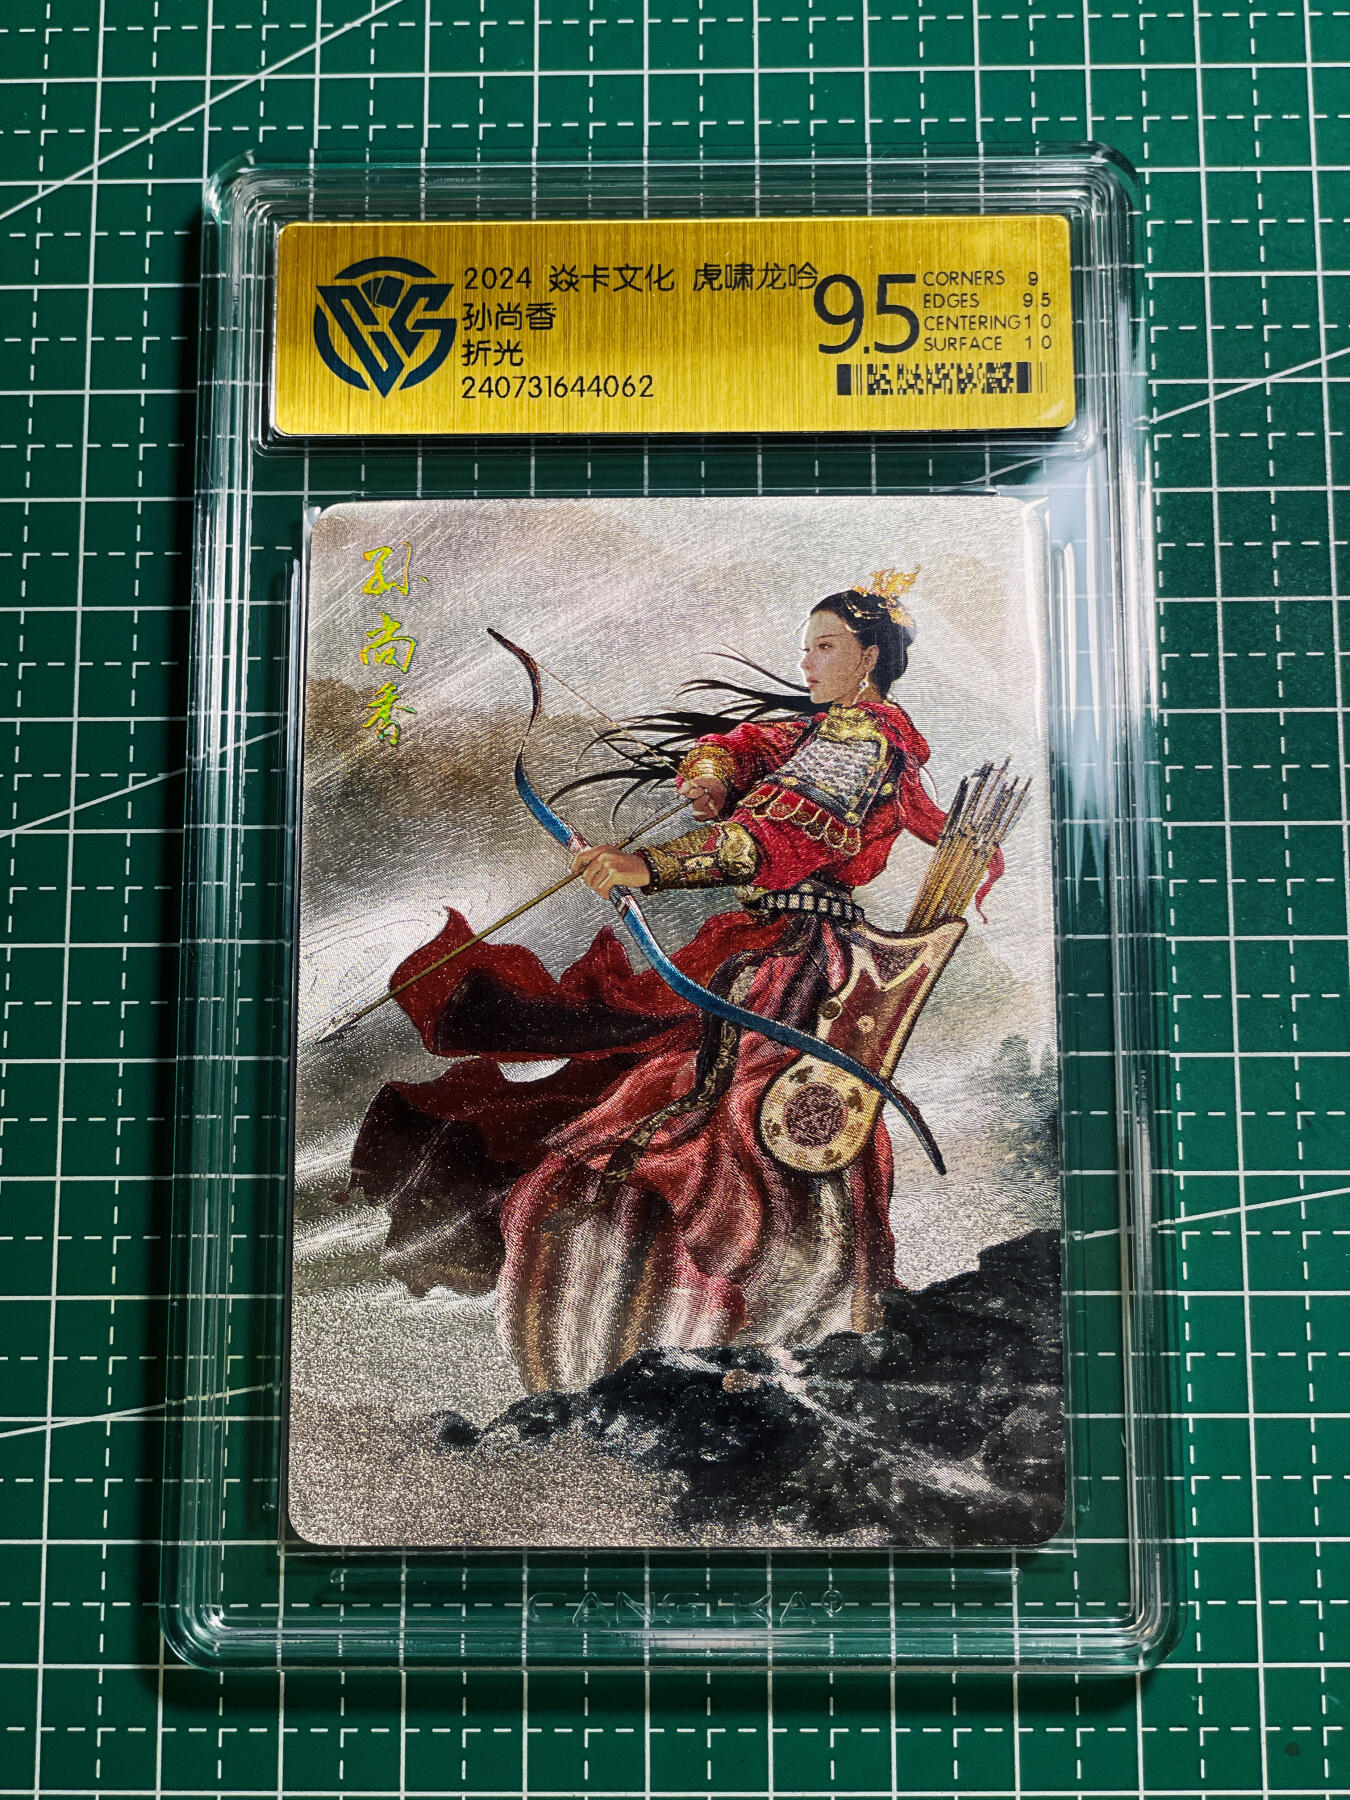 2024 焱卡文化 虎啸龙吟
孙尚香
折光
240731644062
9.5
CORNERS 9
EDGES 9.5
CENTERING 10
SURFACE 10
孙尚香
CANG KA®